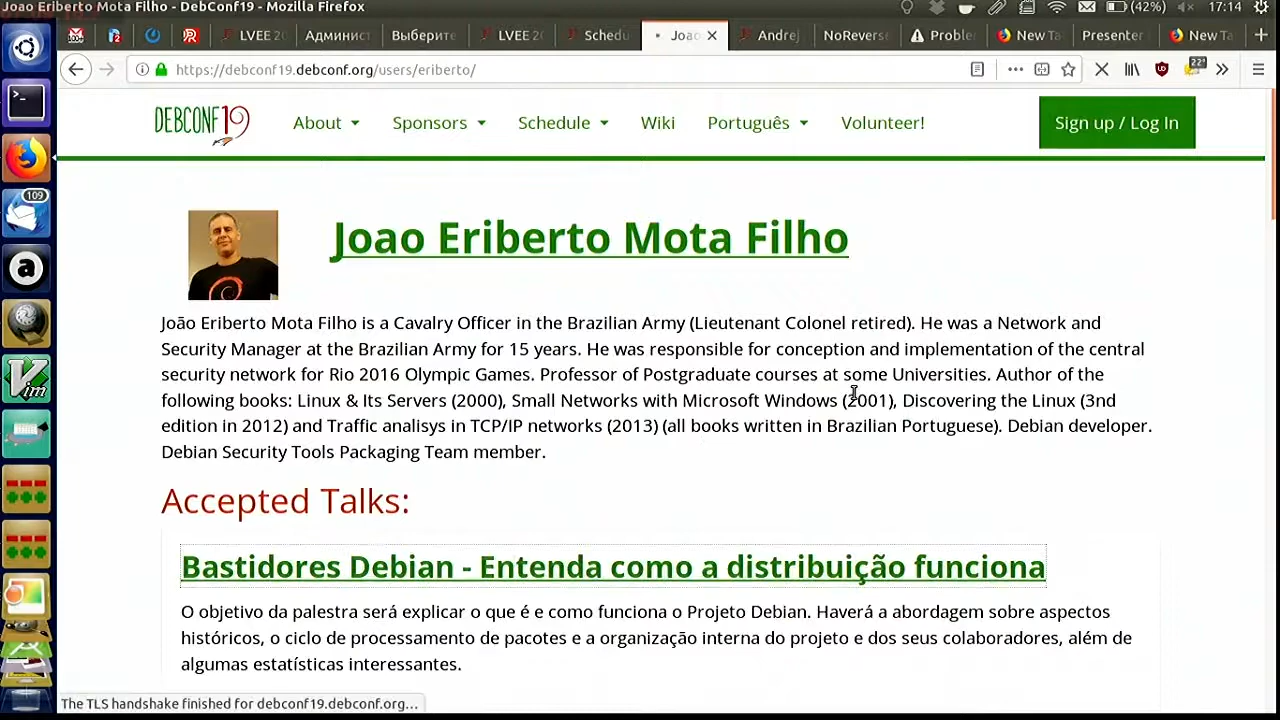 Joao Eriberto Mota Filho - DebConf19 - Mozilla Firefox
(42%) 17:14
100+ LVEE 20 Админист Выберите LVEE 20 Schedu Joao Andrej NoReverse Proble New Ta Presenter New Ta
https://debconf19.debconf.org/users/eriberto/
22°
DEBCONF19 About Sponsors Schedule Wiki Português Volunteer! Sign up / Log In
109
Joao Eriberto Mota Filho
João Eriberto Mota Filho is a Cavalry Officer in the Brazilian Army (Lieutenant Colonel retired). He was a Network and
Security Manager at the Brazilian Army for 15 years. He was responsible for conception and implementation of the central
security network for Rio 2016 Olympic Games. Professor of Postgraduate courses at some Universities. Author of the
following books: Linux & Its Servers (2000), Small Networks with Microsoft Windows (2001), Discovering the Linux (3nd
edition in 2012) and Traffic analisys in TCP/IP networks (2013) (all books written in Brazilian Portuguese). Debian developer.
Debian Security Tools Packaging Team member.
Accepted Talks:
Bastidores Debian - Entenda como a distribuição funciona
O objetivo da palestra será explicar o que é e como funciona o Projeto Debian. Haverá a abordagem sobre aspectos
históricos, o ciclo de processamento de pacotes e a organização interna do projeto e dos seus colaboradores, além de
algumas estatísticas interessantes.
The TLS handshake finished for debconf19.debconf.org...